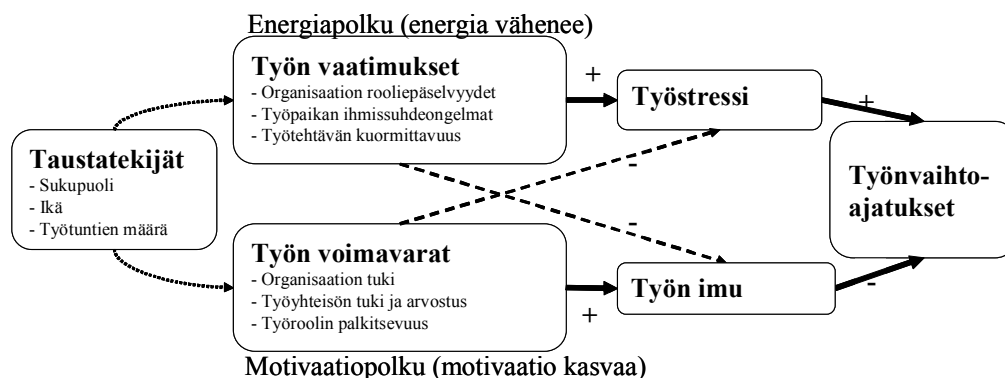 Energiapolku (energia vähenee)
Työn vaatimukset
- Organisaation rooliepäselvyydet
- Työpaikan ihmissuhdeongelmat
- Työtehtävän kuormittavuus
+
Työstressi
+
Taustatekijät
- Sukupuoli
- Ikä
- Työtuntien määrä
-
-
Työnvaihto-
ajatukset
Työn voimavarat
- Organisaation tuki
- Työyhteisön tuki ja arvostus
- Työroolin palkitsevuus
+
Työn imu
-
Motivaatiopolku (motivaatio kasvaa)